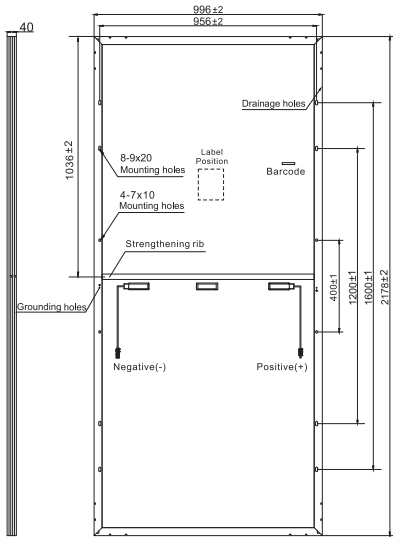 996±2
40
956±2
Drainage holes
1036±2
8-9x20
Mounting holes
Label
Position
Barcode
4-7x10
Mounting holes
Strengthening rib
400±1
1200±1
1600±1
2178±2
Grounding holes
Negative(-)
Positive(+)